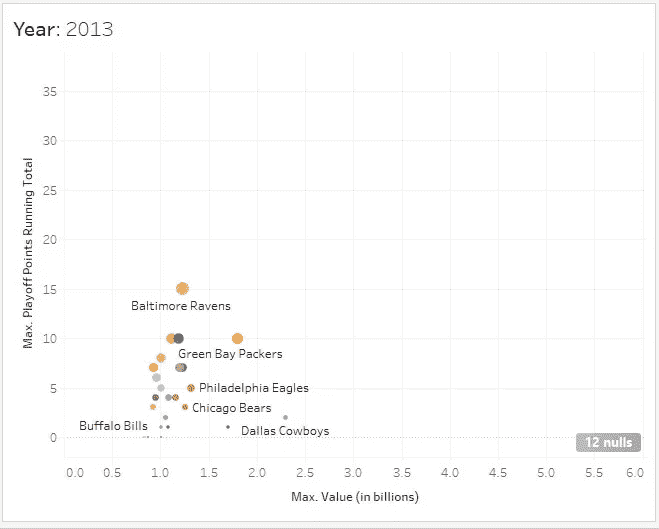 Year: 2013
Max. Playoff Points Running Total
35
30
25
20
15
10
5
0
Baltimore Ravens
Green Bay Packers
Philadelphia Eagles
Chicago Bears
Buffalo Bills
Dallas Cowboys
12 nulls
0.0 0.5 1.0 1.5 2.0 2.5 3.0 3.5 4.0 4.5 5.0 5.5 6.0
Max. Value (in billions)